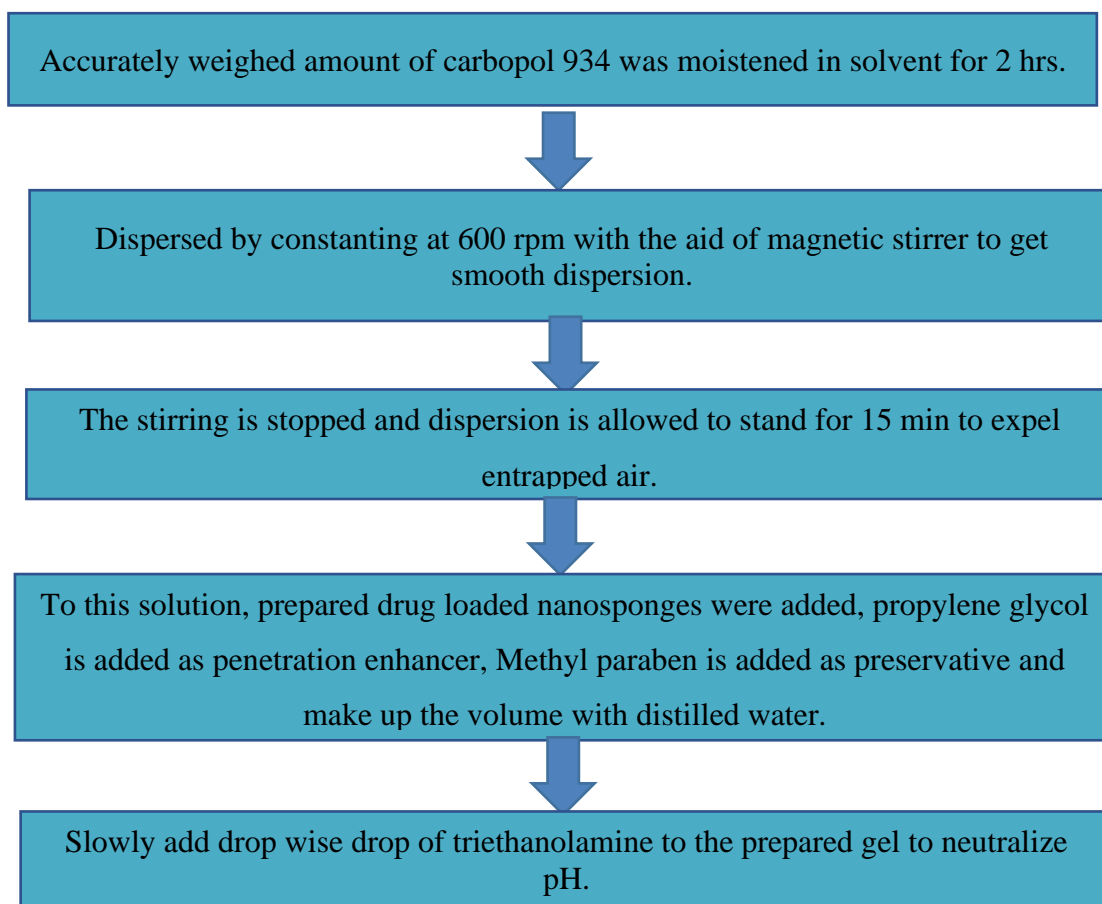 Accurately weighed amount of carbopol 934 was moistened in solvent for 2 hrs.
Dispersed by constanting at 600 rpm with the aid of magnetic stirrer to get
smooth dispersion.
The stirring is stopped and dispersion is allowed to stand for 15 min to expel
entrapped air.
To this solution, prepared drug loaded nanosponges were added, propylene glycol
is added as penetration enhancer, Methyl paraben is added as preservative and
make up the volume with distilled water.
Slowly add drop wise drop of triethanolamine to the prepared gel to neutralize
pH.